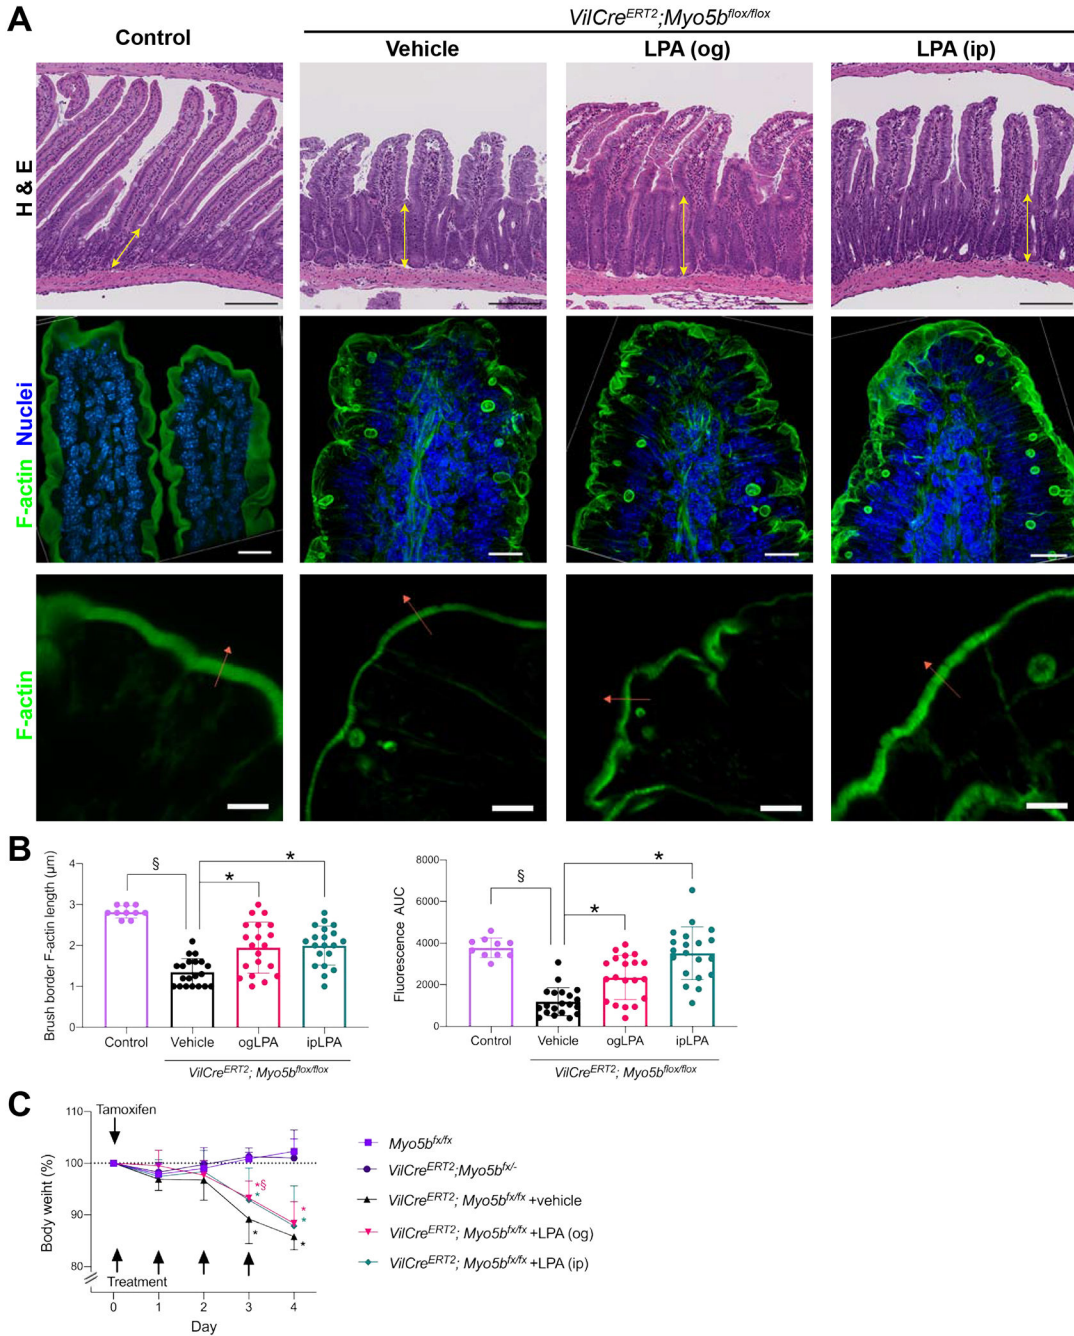 A
VilCreERT2;Myo5bflox/flox
Control
Vehicle
LPA (og)
LPA (ip)
H & E
F-actin Nuclei
F-actin
B
Brush border F-actin length (μm)
4
3
2
1
0
§
*
*
Control
Vehicle
ogLPA
ipLPA
VilCreERT2; Myo5bflox/flox
Fluorescence AUC
8000
6000
4000
2000
0
§
*
*
Control
Vehicle
ogLPA
ipLPA
VilCreERT2; Myo5bflox/flox
C
Body weiht (%)
110
100
90
80
Tamoxifen
*§
*
*
*
*
*
Treatment
0
1
2
3
4
Day
Myo5bfx/fx
VilCreERT2;Myo5bfx/-
VilCreERT2; Myo5bfx/fx +vehicle
VilCreERT2; Myo5bfx/fx +LPA (og)
VilCreERT2; Myo5bfx/fx +LPA (ip)